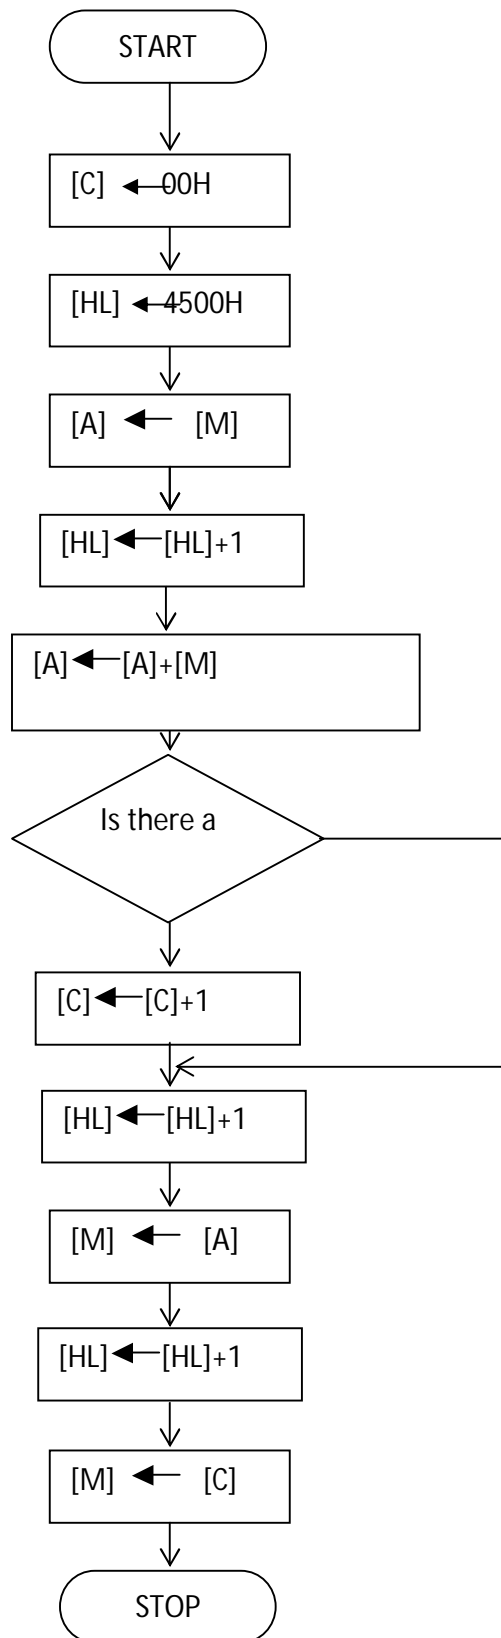 START
[C] 00H
[HL] 4500H
[A] [M]
[HL] [HL]+1
[A] [A]+[M]
Is there a
[C] [C]+1
[HL] [HL]+1
[M] [A]
[HL] [HL]+1
[M] [C]
STOP